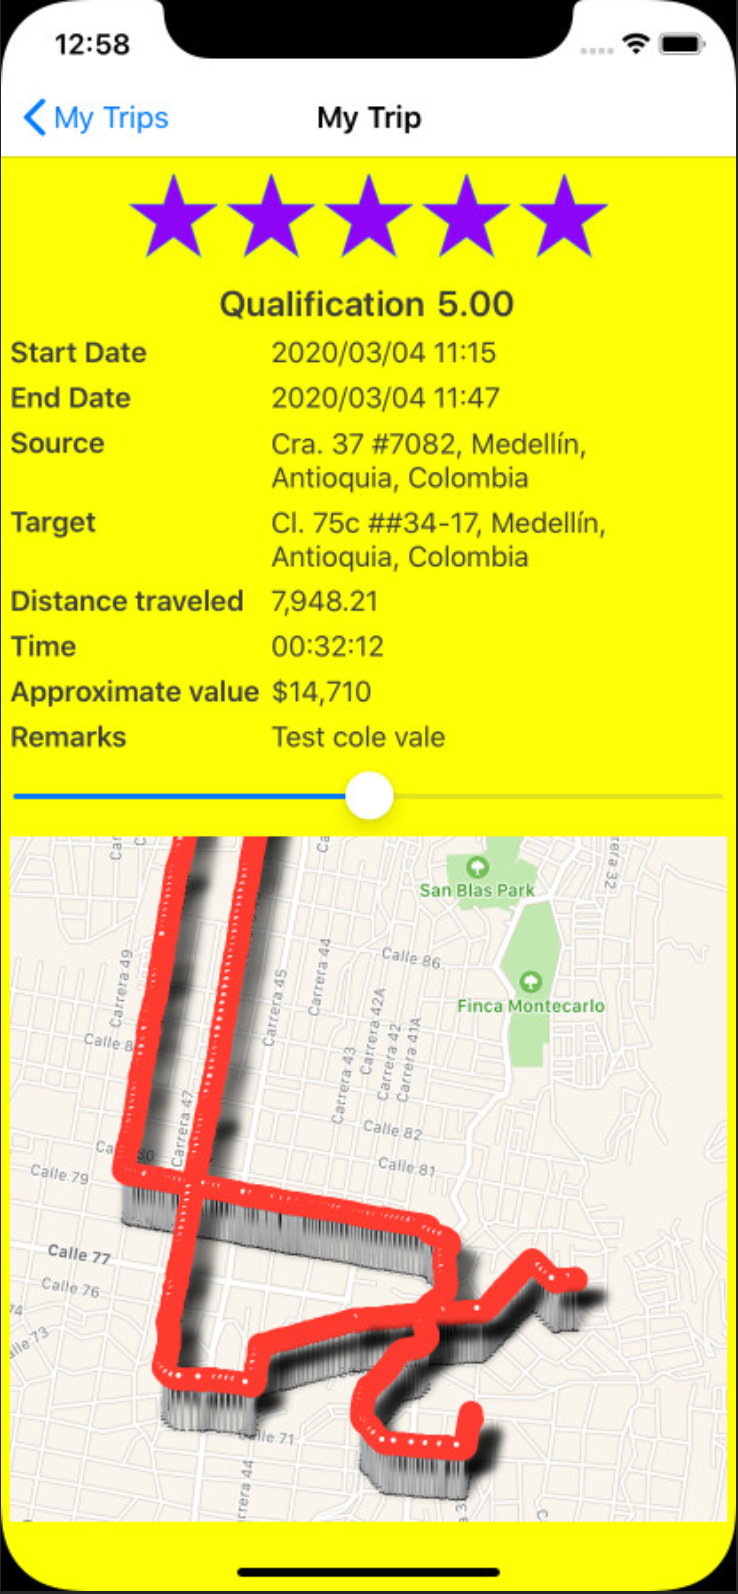 12:58
My Trips
My Trip
Qualification 5.00
Start Date 2020/03/04 11:15
End Date 2020/03/04 11:47
Source Cra. 37 #7082, Medellín,
Antioquia, Colombia
Target Cl. 75c ##34-17, Medellín,
Antioquia, Colombia
Distance traveled 7,948.21
Time 00:32:12
Approximate value $14,710
Remarks Test cole vale
San Blas Park
Calle 86
Carrera 49
Carrera 44
Carrera 45
Finca Montecarlo
Carrera 42A
Carrera 42
Carrera 41A
Carrera 43
Carrera 47
Calle 82
Calle 81
Calle 79
Calle 77
Calle 76
Calle 71